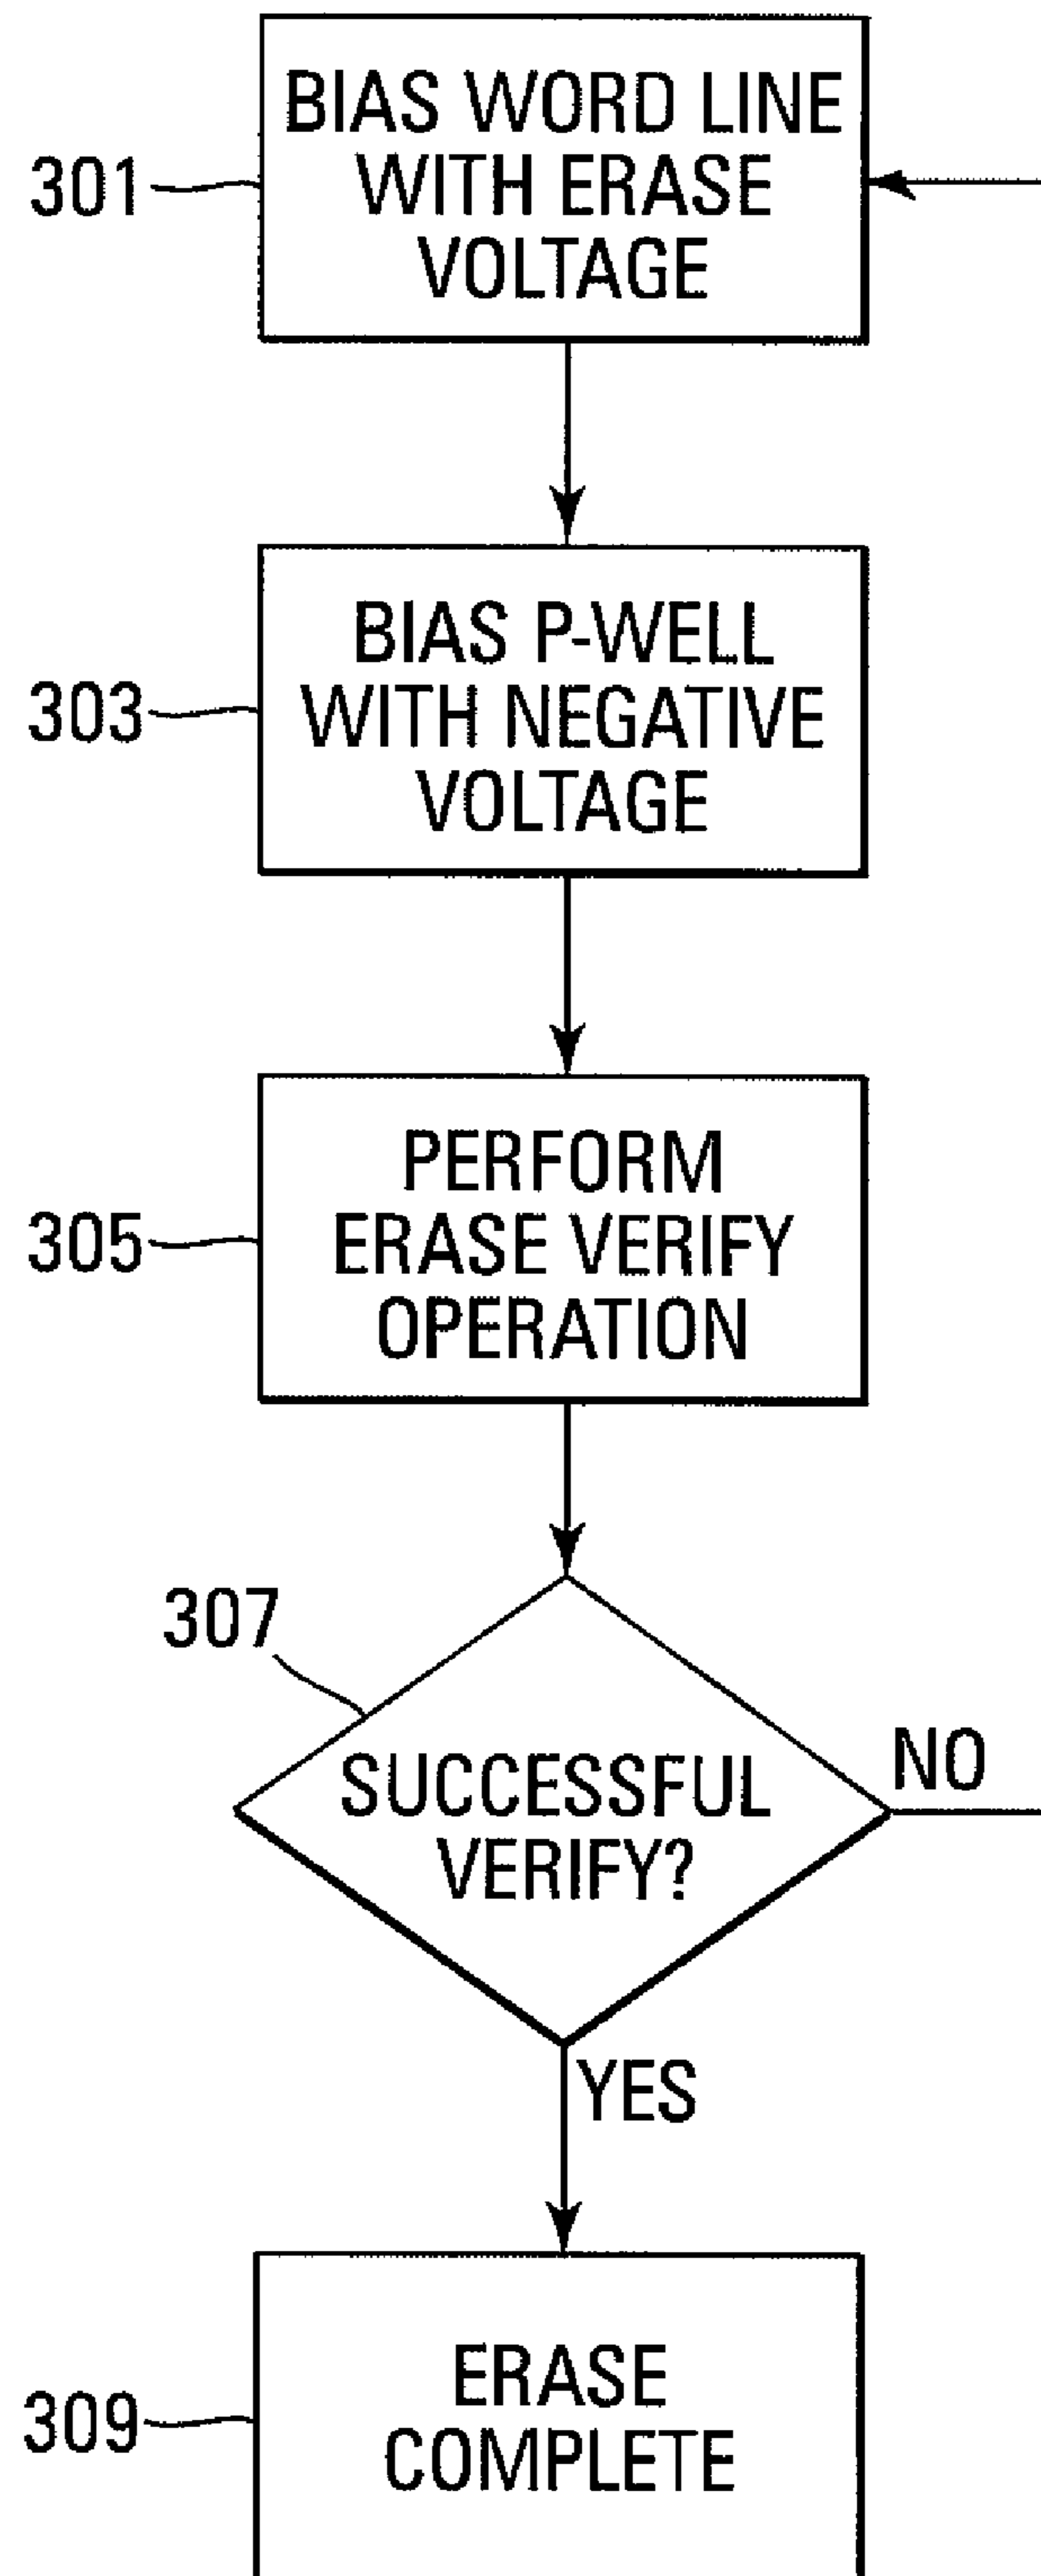 BIAS WORD LINE
WITH ERASE
VOLTAGE
301
BIAS P-WELL
WITH NEGATIVE
VOLTAGE
303
PERFORM
ERASE VERIFY
OPERATION
305
307
SUCCESSFUL
VERIFY?
NO
YES
ERASE
COMPLETE
309